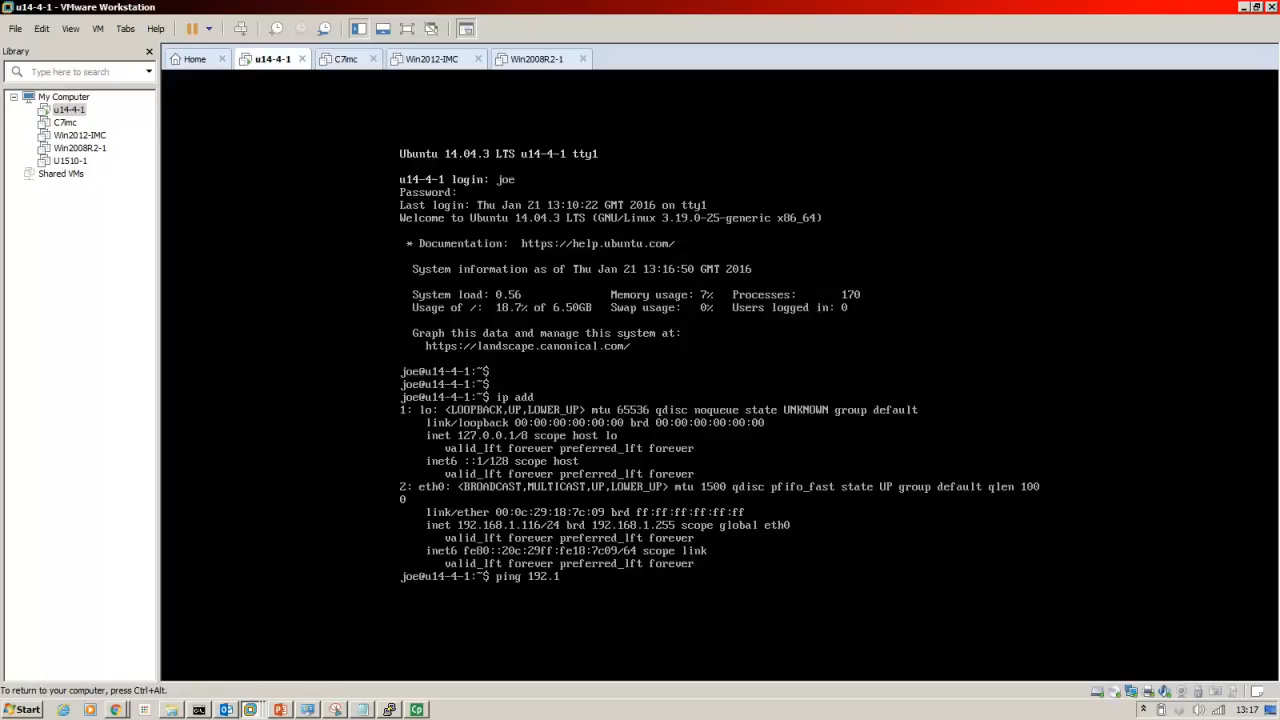 u14-4-1 - VMware Workstation
File Edit View VM Tabs Help
Library
Type here to search
My Computer
u14-4-1
C7imc
Win2012-IMC
Win2008R2-1
U1510-1
Shared VMs
Home u14-4-1 C7imc Win2012-IMC Win2008R2-1
Ubuntu 14.04.3 LTS u14-4-1 tty1
u14-4-1 login: joe
Password:
Last login: Thu Jan 21 13:10:22 GMT 2016 on tty1
Welcome to Ubuntu 14.04.3 LTS (GNU/Linux 3.19.0-25-generic x86_64)
* Documentation: https://help.ubuntu.com/
System information as of Thu Jan 21 13:16:50 GMT 2016
System load: 0.56 Memory usage: 7% Processes: 170
Usage of /: 18.7% of 6.50GB Swap usage: 0% Users logged in: 0
Graph this data and manage this system at:
https://landscape.canonical.com/
joe@u14-4-1:~$
joe@u14-4-1:~$
joe@u14-4-1:~$ ip add
1: lo: <LOOPBACK,UP,LOWER_UP> mtu 65536 qdisc noqueue state UNKNOWN group default
link/loopback 00:00:00:00:00:00 brd 00:00:00:00:00:00
inet 127.0.0.1/8 scope host lo
valid_lft forever preferred_lft forever
inet6 ::1/128 scope host
valid_lft forever preferred_lft forever
2: eth0: <BROADCAST,MULTICAST,UP,LOWER_UP> mtu 1500 qdisc pfifo_fast state UP group default qlen 100
0
link/ether 00:0c:29:18:7c:09 brd ff:ff:ff:ff:ff:ff
inet 192.168.1.116/24 brd 192.168.1.255 scope global eth0
valid_lft forever preferred_lft forever
inet6 fe80::20c:29ff:fe18:7c09/64 scope link
valid_lft forever preferred_lft forever
joe@u14-4-1:~$ ping 192.1
To return to your computer, press Ctrl+Alt.
Start
13:17